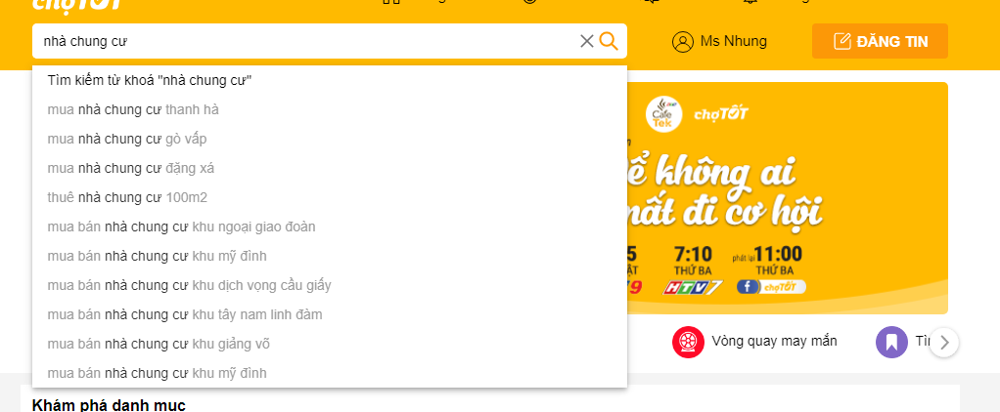 chợTỐT
nhà chung cư
Ms Nhung
ĐĂNG TIN
Tìm kiếm từ khoá "nhà chung cư"
mua nhà chung cư thanh hà
mua nhà chung cư gò vấp
mua nhà chung cư đặng xá
thuê nhà chung cư 100m2
mua bán nhà chung cư khu ngoại giao đoàn
mua bán nhà chung cư khu mỹ đình
mua bán nhà chung cư khu dịch vọng cầu giấy
mua bán nhà chung cư khu tây nam linh đàm
mua bán nhà chung cư khu giảng võ
mua bán nhà chung cư khu mỹ đình
Cafe Tek
chợTỐT
ể không ai
mất đi cơ hội
5 7:10 phát lại 11:00
ẬT THỨ BA THỨ BA
9 HTV7 f chợTỐT
Vòng quay may mắn
Khám phá danh mục